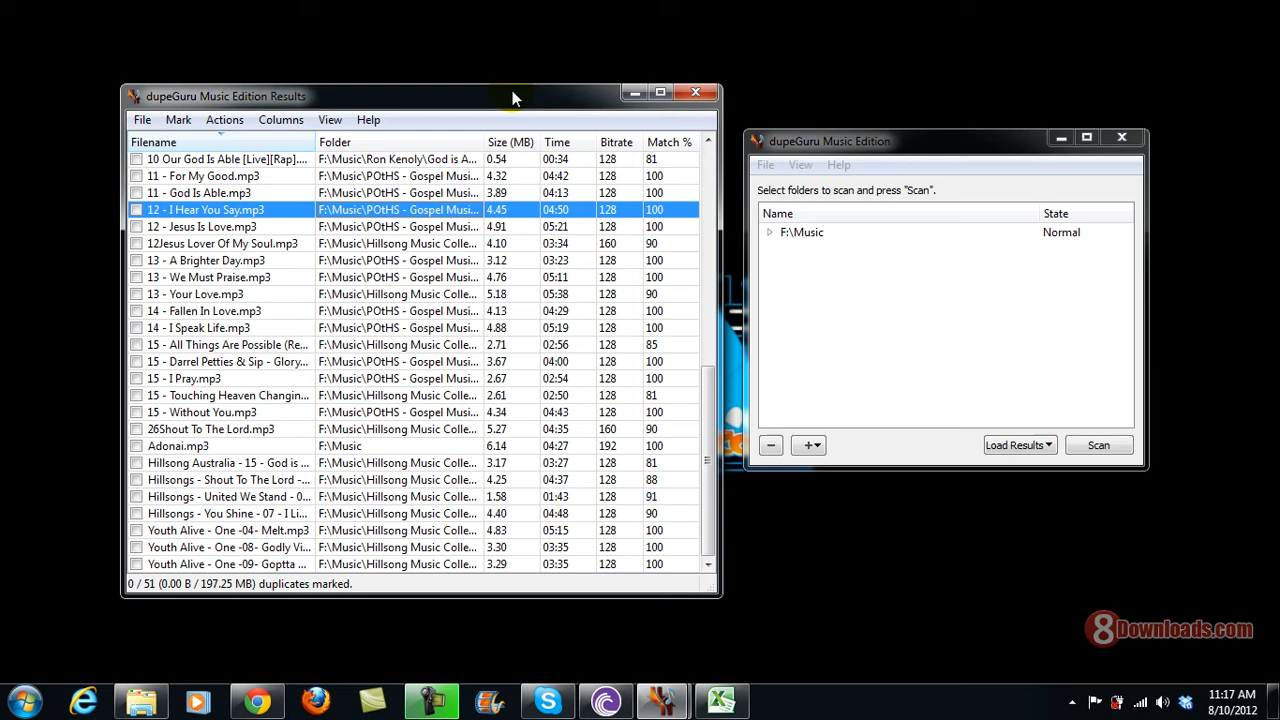 dupeGuru Music Edition Results
File Mark Actions Columns View Help
Filename Folder Size (MB) Time Bitrate Match %
10 Our God Is Able [Live][Rap].... F:\Music\Ron Kenoly\God is A... 0.54 00:34 128 81
11 - For My Good.mp3 F:\Music\POtHS - Gospel Musi... 4.32 04:42 128 100
11 - God Is Able.mp3 F:\Music\POtHS - Gospel Musi... 3.89 04:13 128 100
12 - I Hear You Say.mp3 F:\Music\POtHS - Gospel Musi... 4.45 04:50 128 100
12 - Jesus Is Love.mp3 F:\Music\POtHS - Gospel Musi... 4.91 05:21 128 100
12Jesus Lover Of My Soul.mp3 F:\Music\Hillsong Music Colle... 4.10 03:34 160 90
13 - A Brighter Day.mp3 F:\Music\POtHS - Gospel Musi... 3.12 03:23 128 100
13 - We Must Praise.mp3 F:\Music\POtHS - Gospel Musi... 4.76 05:11 128 100
13 - Your Love.mp3 F:\Music\Hillsong Music Colle... 5.18 05:38 128 90
14 - Fallen In Love.mp3 F:\Music\POtHS - Gospel Musi... 4.13 04:29 128 100
14 - I Speak Life.mp3 F:\Music\POtHS - Gospel Musi... 4.88 05:19 128 100
15 - All Things Are Possible (Re... F:\Music\Hillsong Music Colle... 2.71 02:56 128 85
15 - Darrel Petties & Sip - Glory... F:\Music\POtHS - Gospel Musi... 3.67 04:00 128 100
15 - I Pray.mp3 F:\Music\POtHS - Gospel Musi... 2.67 02:54 128 100
15 - Touching Heaven Changin... F:\Music\Hillsong Music Colle... 2.61 02:50 128 81
15 - Without You.mp3 F:\Music\POtHS - Gospel Musi... 4.34 04:43 128 100
26Shout To The Lord.mp3 F:\Music\Hillsong Music Colle... 5.27 04:35 160 90
Adonai.mp3 F:\Music 6.14 04:27 192 100
Hillsong Australia - 15 - God is ... F:\Music\Hillsong Music Colle... 3.17 03:27 128 81
Hillsongs - Shout To The Lord - ... F:\Music\Hillsong Music Colle... 4.25 04:37 128 88
Hillsongs - United We Stand - 0... F:\Music\Hillsong Music Colle... 1.58 01:43 128 91
Hillsongs - You Shine - 07 - I Li... F:\Music\Hillsong Music Colle... 4.40 04:48 128 90
Youth Alive - One -04- Melt.mp3 F:\Music\Hillsong Music Colle... 4.83 05:15 128 100
Youth Alive - One -08- Godly Vi... F:\Music\Hillsong Music Colle... 3.30 03:35 128 100
Youth Alive - One -09- Goptta ... F:\Music\Hillsong Music Colle... 3.29 03:35 128 100
0 / 51 (0.00 B / 197.25 MB) duplicates marked.
dupeGuru Music Edition
File View Help
Select folders to scan and press "Scan".
Name State
F:\Music Normal
Load Results Scan
8Downloads.com
11:17 AM
8/10/2012